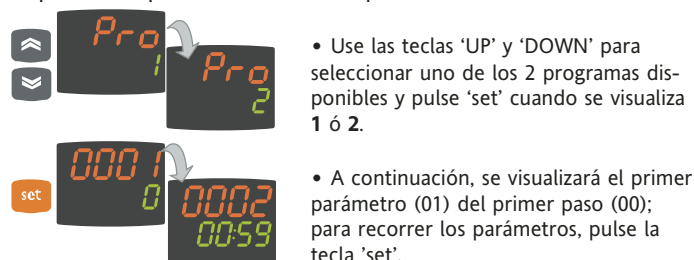 Pro
1
Pro
2
• Use las teclas ‘UP’ y ‘DOWN’ para
seleccionar uno de los 2 programas dis-
ponibles y pulse ‘set’ cuando se visualiza
1 ó 2.
0001
0
set
0002
00:59
• A continuación, se visualizará el primer
parámetro (01) del primer paso (00);
para recorrer los parámetros, pulse la
tecla ’set’.